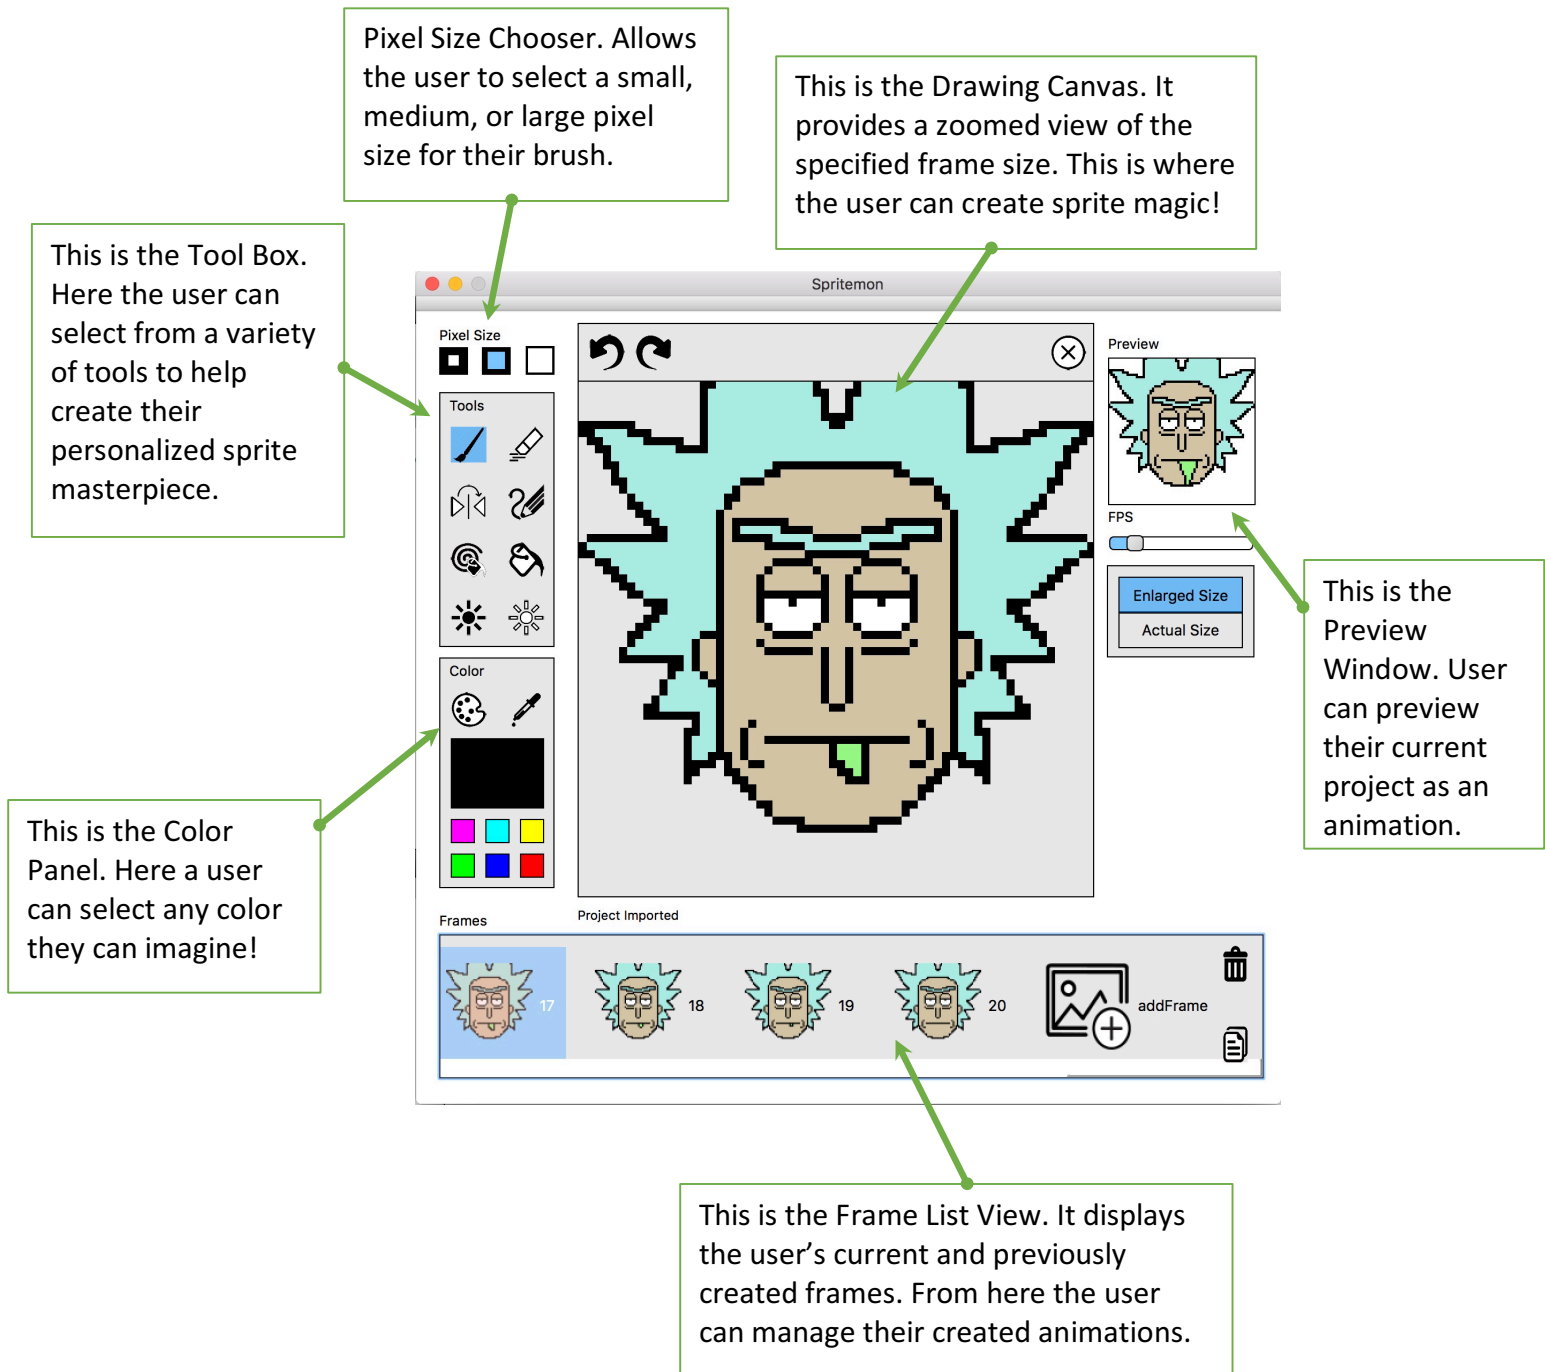 Pixel Size Chooser. Allows
the user to select a small,
medium, or large pixel
size for their brush.
This is the Drawing Canvas. It
provides a zoomed view of the
specified frame size. This is where
the user can create sprite magic!
This is the Tool Box.
Here the user can
select from a variety
of tools to help
create their
personalized sprite
masterpiece.
Spritemon
Pixel Size
Preview
Tools
FPS
Enlarged Size
Actual Size
This is the
Preview
Window. User
can preview
their current
project as an
animation.
Color
This is the Color
Panel. Here a user
can select any color
they can imagine!
Frames
Project Imported
17
18
19
20
addFrame
This is the Frame List View. It displays
the user’s current and previously
created frames. From here the user
can manage their created animations.